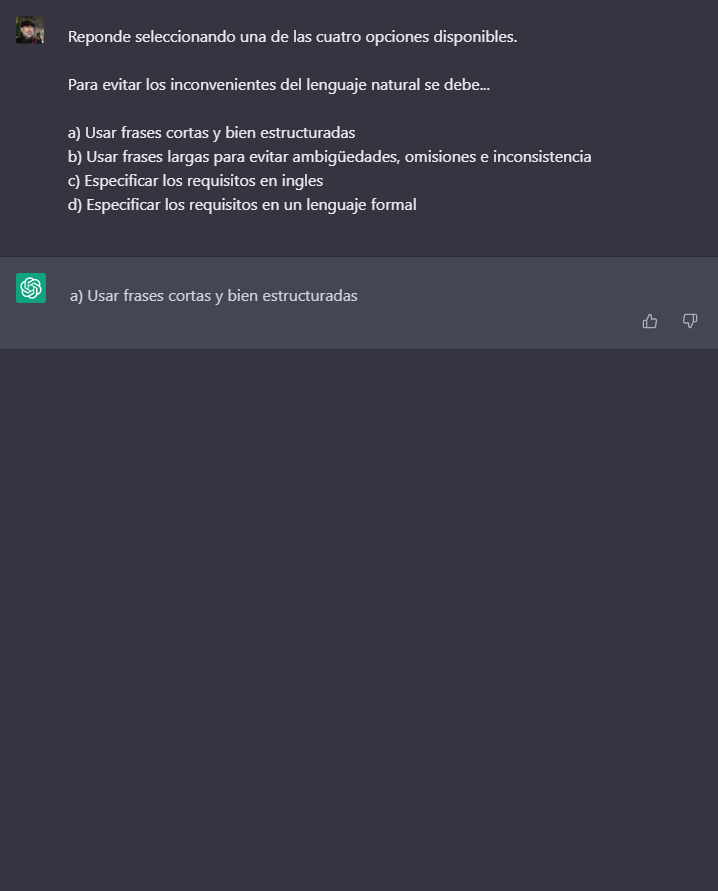 Reponde seleccionando una de las cuatro opciones disponibles.
Para evitar los inconvenientes del lenguaje natural se debe...
a) Usar frases cortas y bien estructuradas
b) Usar frases largas para evitar ambigüedades, omisiones e inconsistencia
c) Especificar los requisitos en ingles
d) Especificar los requisitos en un lenguaje formal
a) Usar frases cortas y bien estructuradas